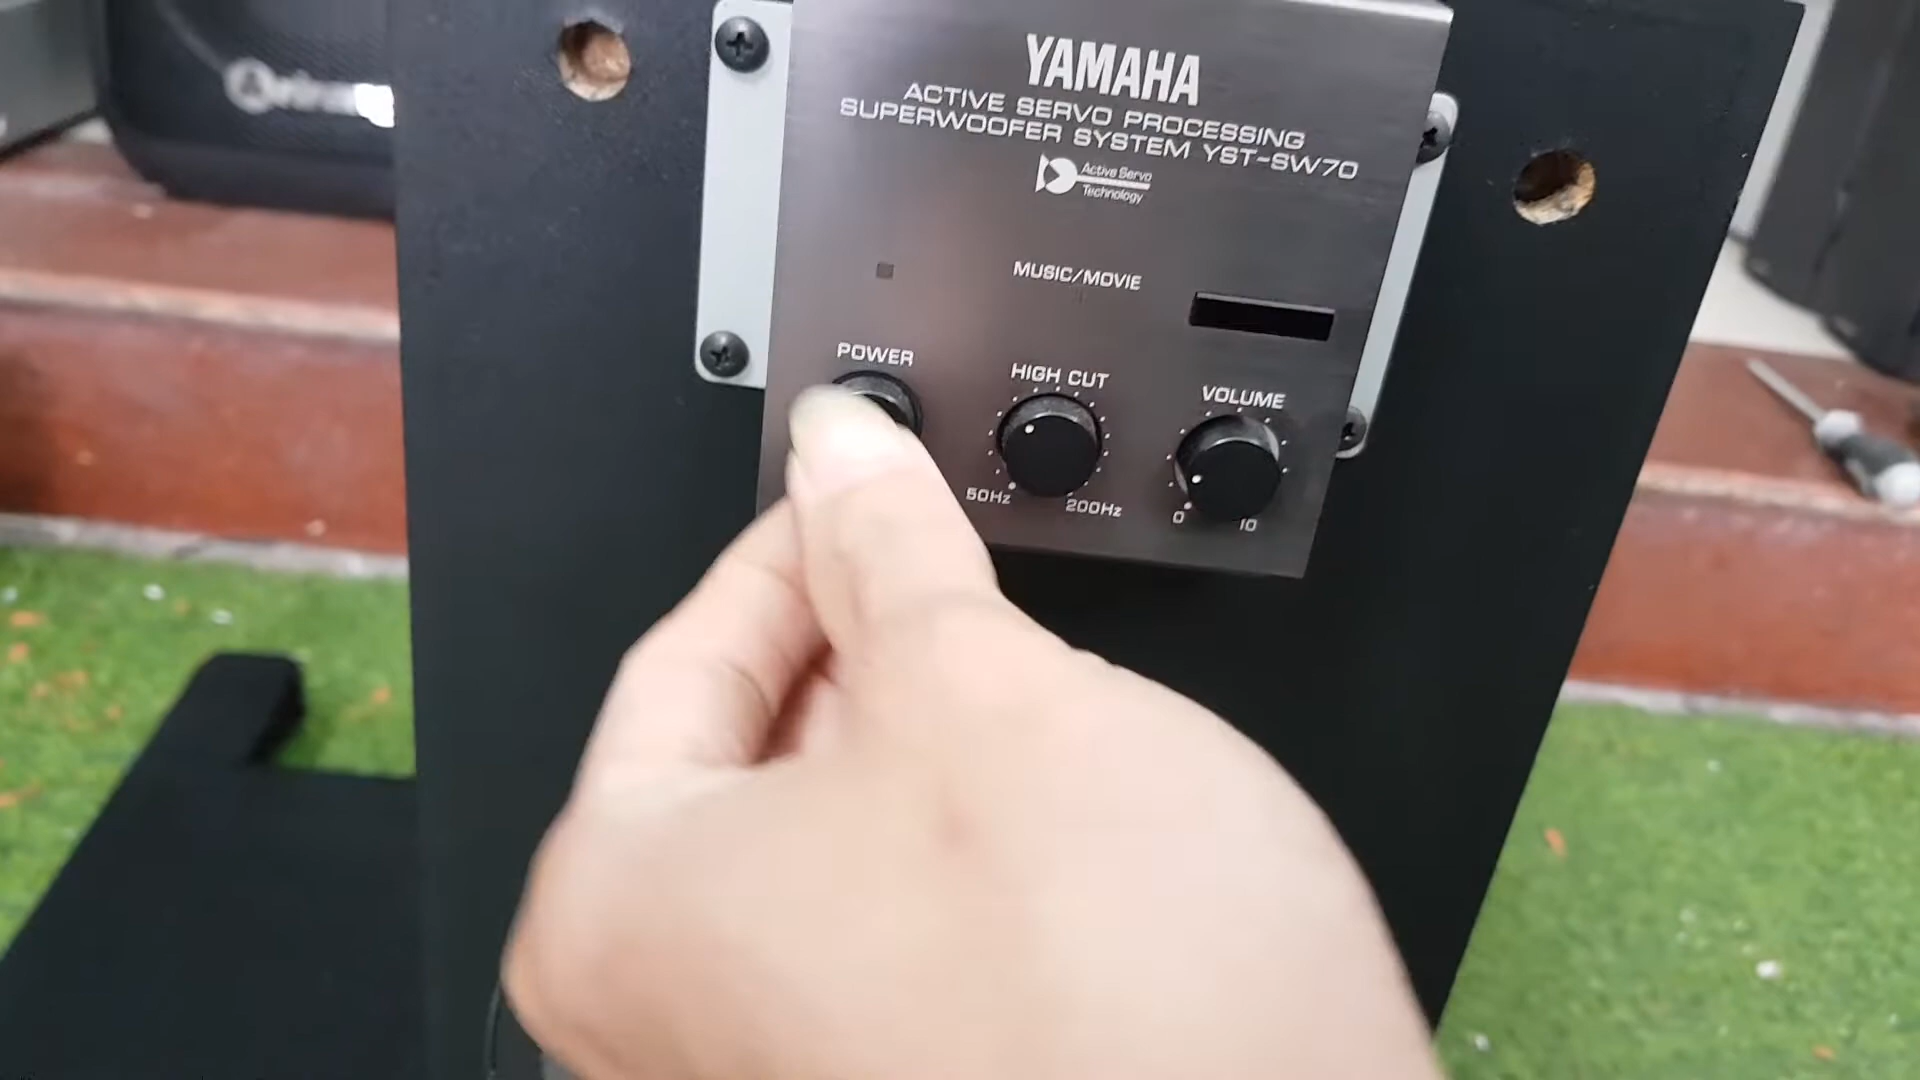 YAMAHA
ACTIVE SERVO PROCESSING
SUPERWOOFER SYSTEM YST-SW70
Active Servo
Technology
MUSIC/MOVIE
POWER
HIGH CUT
VOLUME
50Hz
200Hz
0
10